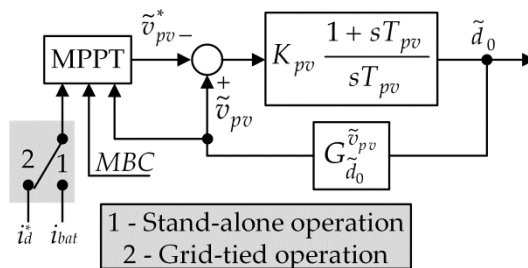 ṽ*pv
−
MPPT
+
ṽpv
Kpv (1 + sTpv) / (sTpv)
d̃0
2
1
MBC
G ṽpv d̃0
i*d
ibat
1 - Stand-alone operation
2 - Grid-tied operation